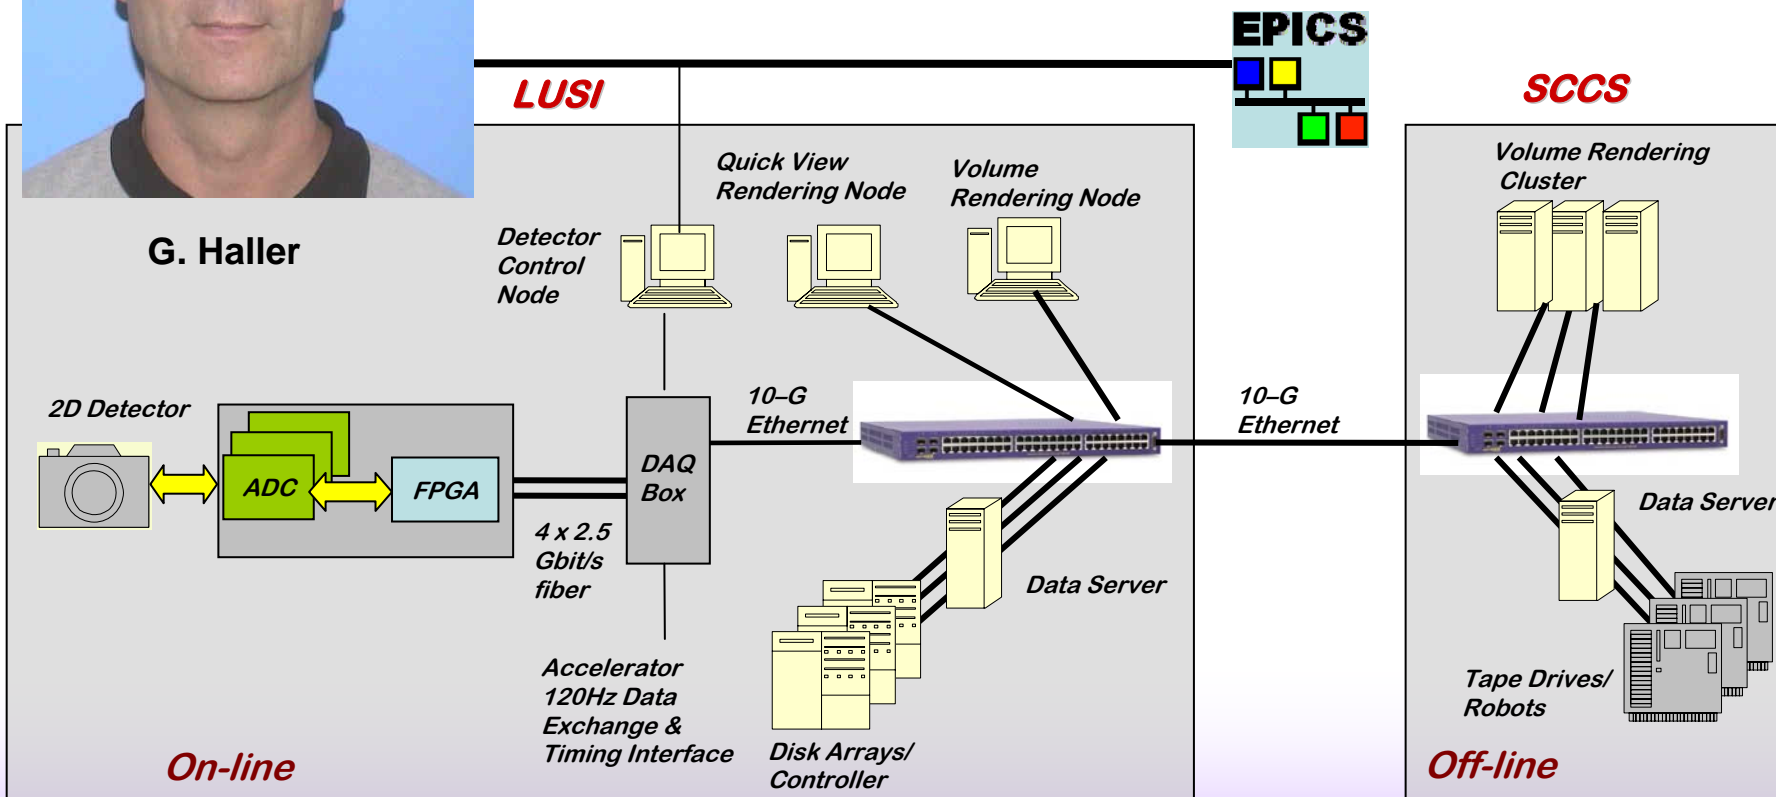 EPICS
LUSI
SCCS
G. Haller
Detector
Control
Node
Quick View
Rendering Node
Volume
Rendering Node
Volume Rendering
Cluster
2D Detector
ADC
FPGA
4 x 2.5
Gbit/s
fiber
DAQ
Box
10–G
Ethernet
10–G
Ethernet
Data Server
Data Server
Accelerator
120Hz Data
Exchange &
Timing Interface
Disk Arrays/
Controller
Tape Drives/
Robots
On-line
Off-line